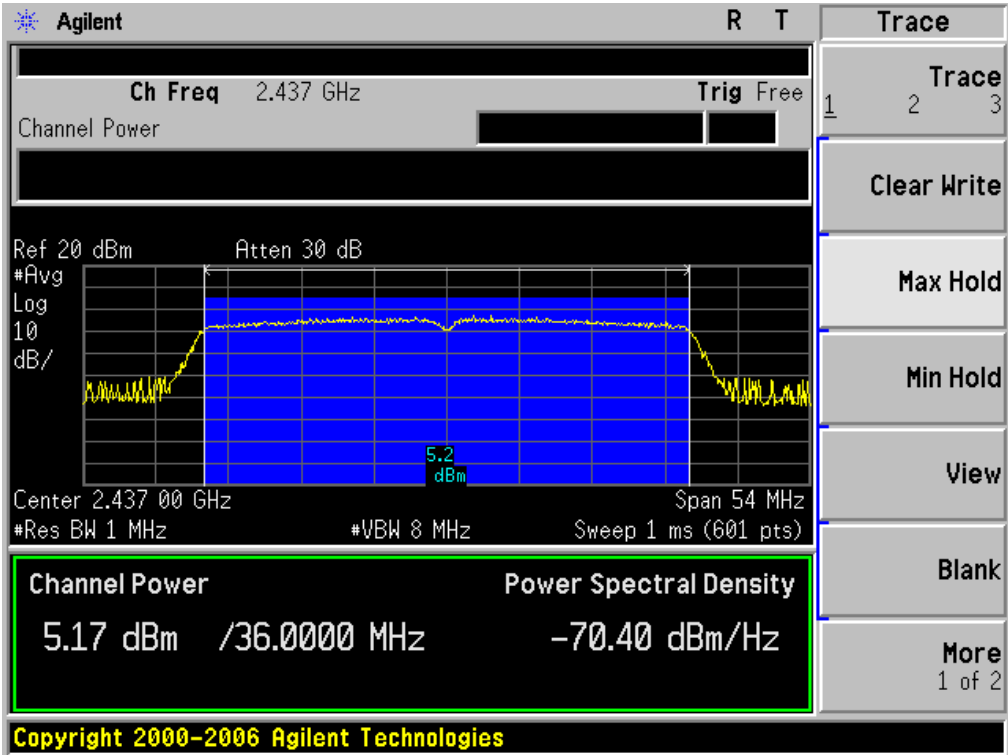 Agilent R T
Ch Freq 2.437 GHz Trig Free
Channel Power
Ref 20 dBm Atten 30 dB
#Avg
Log
10
dB/
5.2
dBm
Center 2.437 00 GHz Span 54 MHz
#Res BW 1 MHz #VBW 8 MHz Sweep 1 ms (601 pts)
Channel Power Power Spectral Density
5.17 dBm /36.0000 MHz -70.40 dBm/Hz
Copyright 2000-2006 Agilent Technologies
Trace
Trace
1 2 3
Clear Write
Max Hold
Min Hold
View
Blank
More
1 of 2